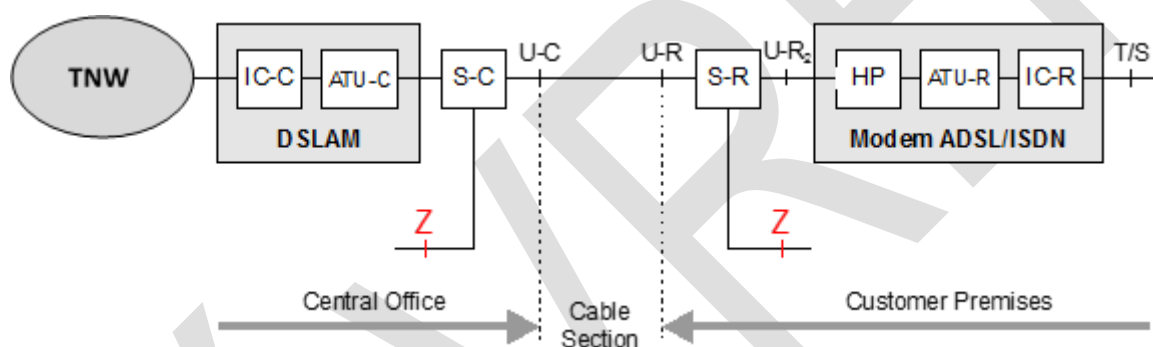 U-C
U-R
U-R2
T/S
TNW
IC-C
ATU-C
S-C
S-R
HP
ATU-R
IC-R
DSLAM
Modem ADSL/ISDN
Z
Z
Central Office
Cable
Section
Customer Premises